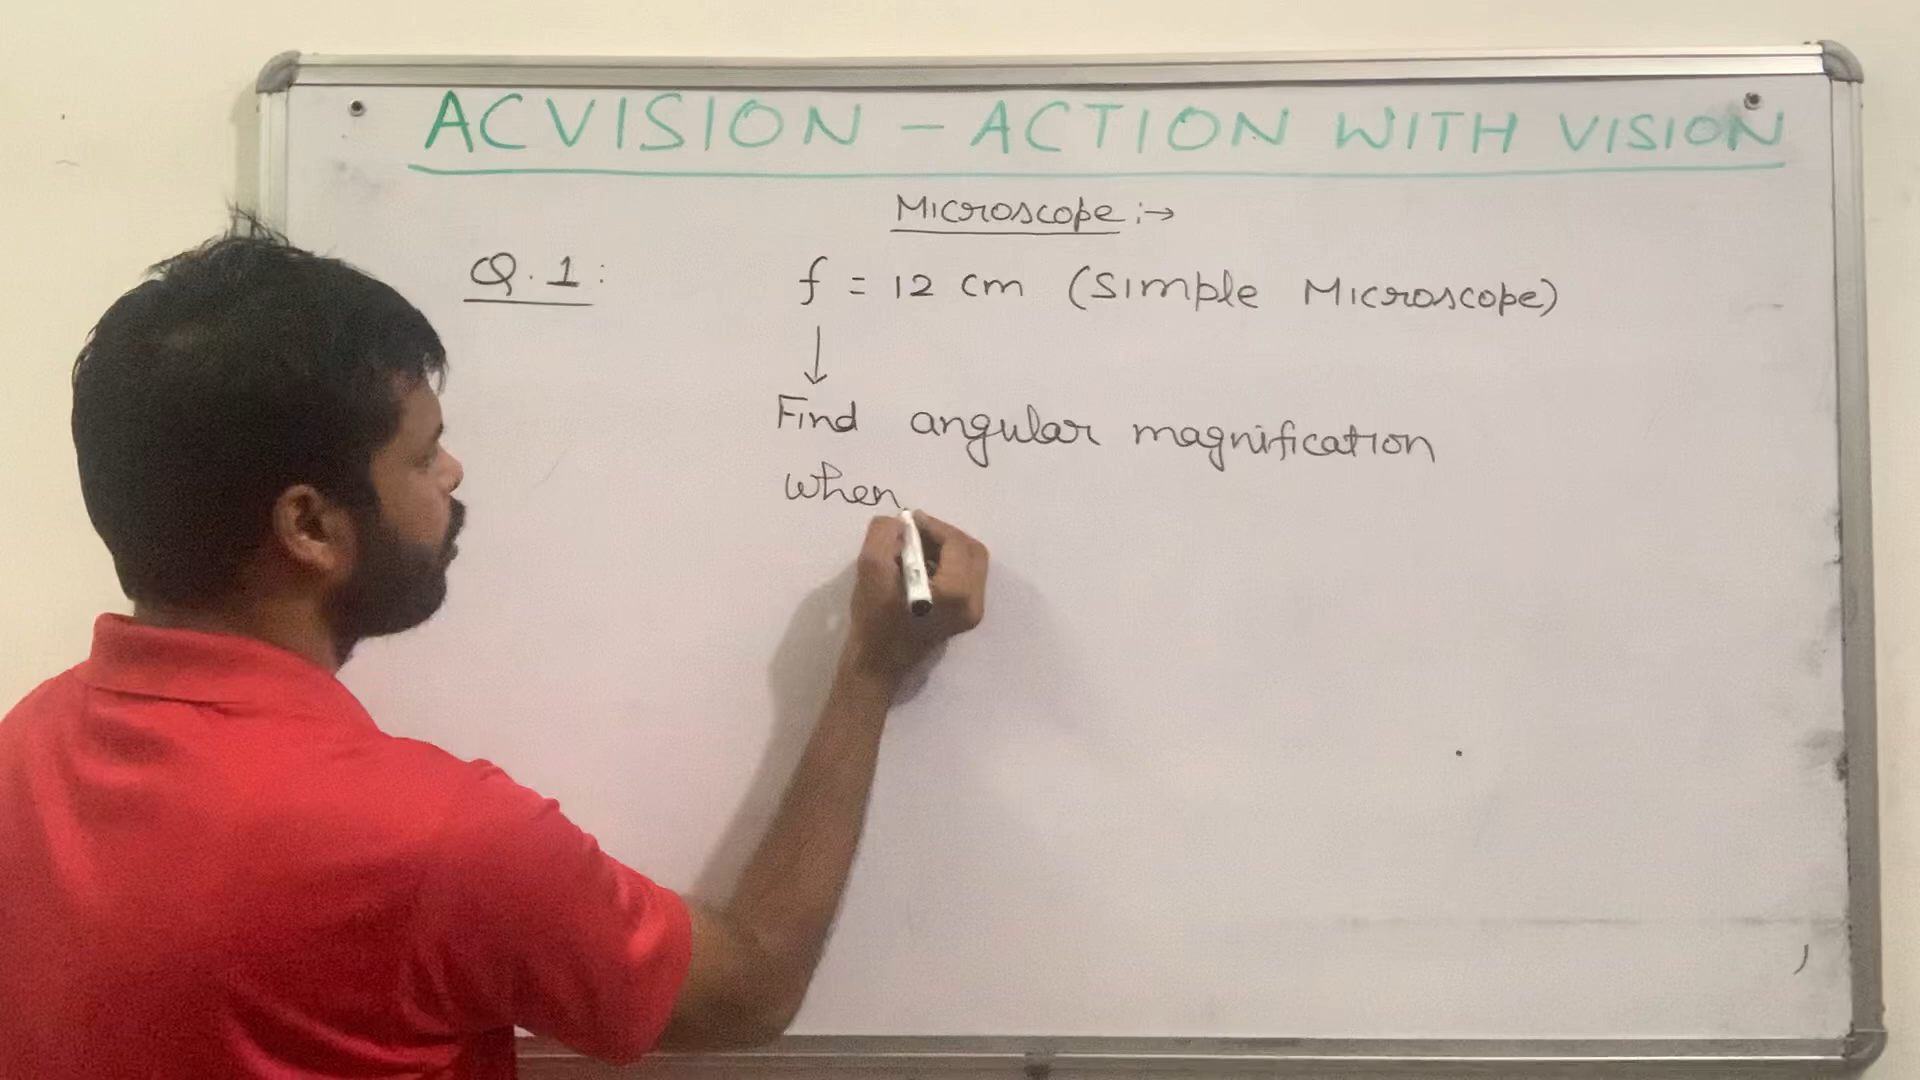 ACVISION - ACTION WITH VISION
Microscope :→
Q.1: f = 12 cm (Simple Microscope)
↓
Find angular magnification
when